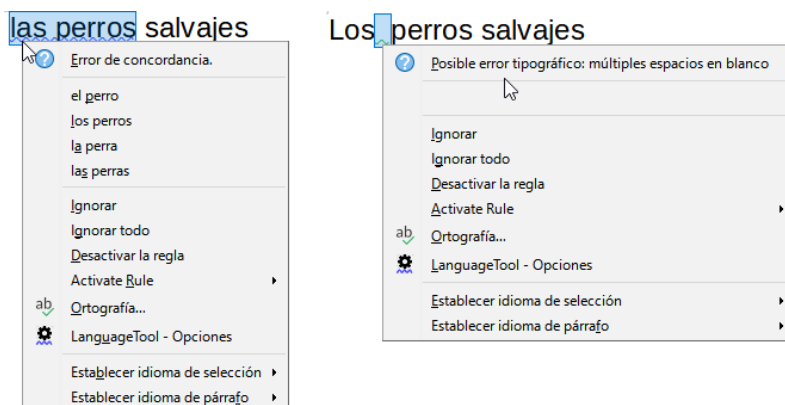 las perros salvajes
Error de concordancia.
el perro
los perros
la perra
las perras
Ignorar
Ignorar todo
Desactivar la regla
Activate Rule
Ortografía...
LanguageTool - Opciones
Establecer idioma de selección
Establecer idioma de párrafo
Los  perros salvajes
Posible error tipográfico: múltiples espacios en blanco
Ignorar
Ignorar todo
Desactivar la regla
Activate Rule
Ortografía...
LanguageTool - Opciones
Establecer idioma de selección
Establecer idioma de párrafo